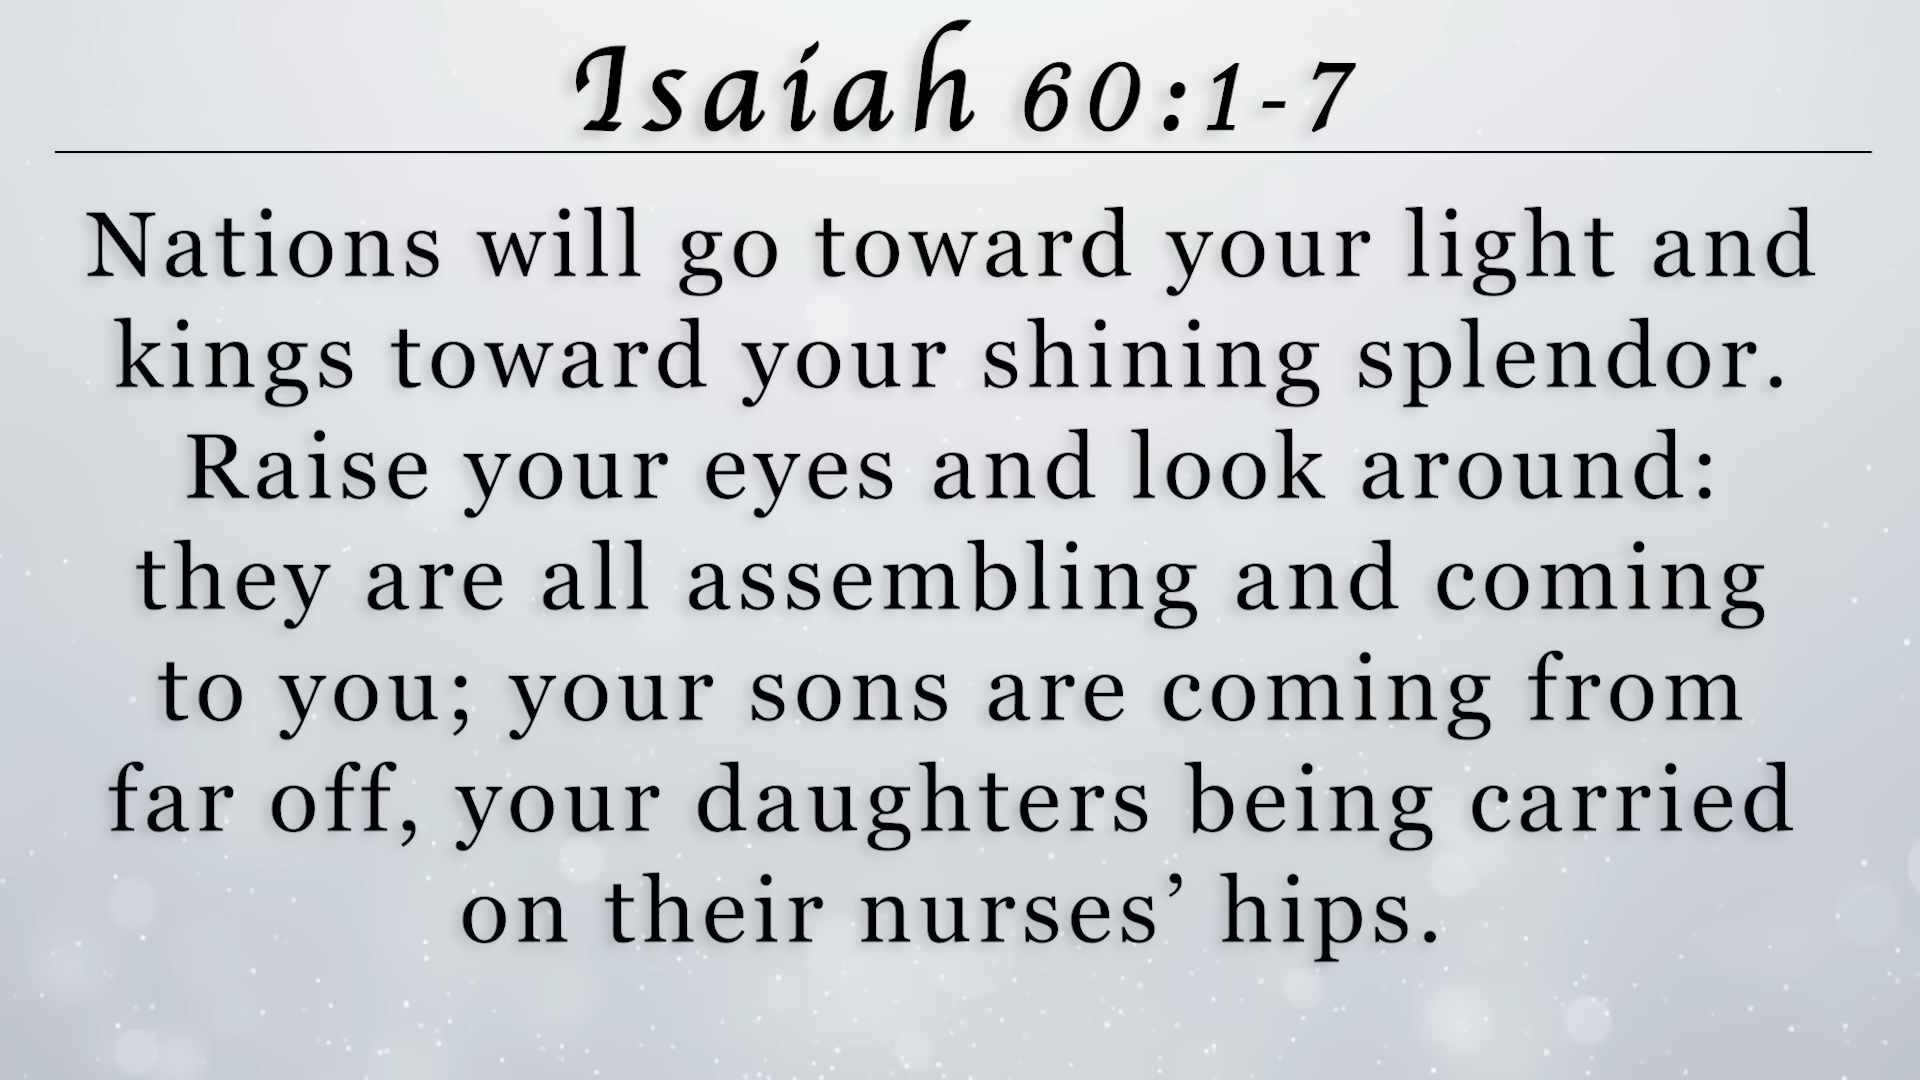 Isaiah 60:1-7
Nations will go toward your light and
kings toward your shining splendor.
Raise your eyes and look around:
they are all assembling and coming
to you; your sons are coming from
far off, your daughters being carried
on their nurses’ hips.